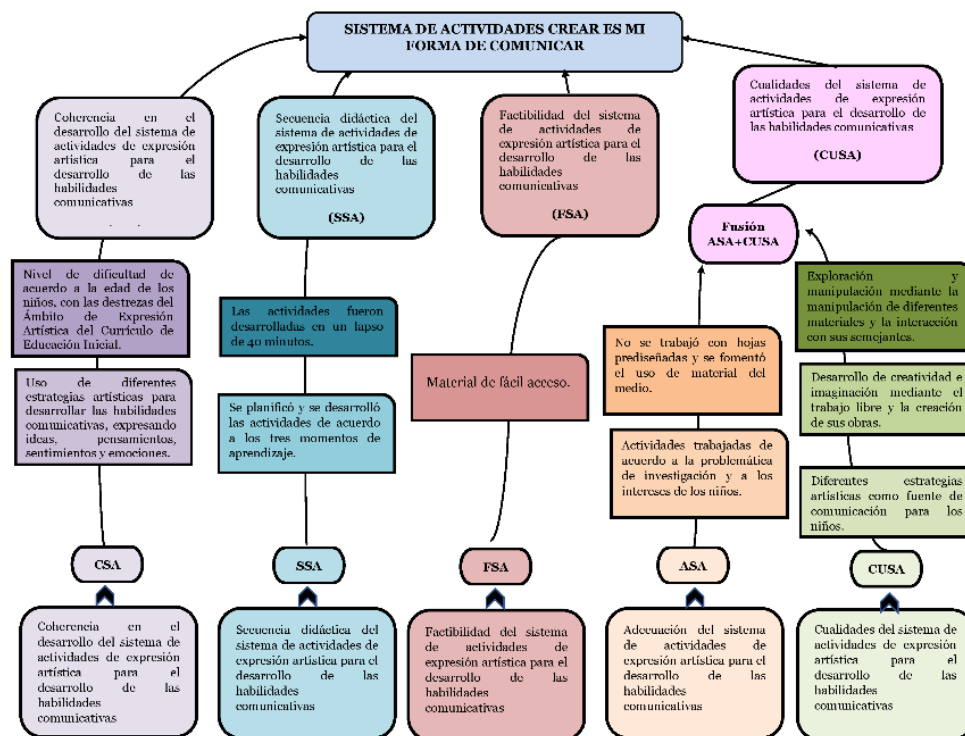 SISTEMA DE ACTIVIDADES CREAR ES MI
FORMA DE COMUNICAR
Coherencia en el
desarrollo del sistema de
actividades de expresión
artística para el
desarrollo de las
habilidades
comunicativas
Secuencia didáctica del
sistema de actividades de
expresión artística para el
desarrollo de las
habilidades
comunicativas
(SSA)
Factibilidad del sistema
de actividades de
expresión artística para el
desarrollo de las
habilidades
comunicativas
(FSA)
Cualidades del sistema de
actividades de expresión
artística para el desarrollo de
las habilidades comunicativas
(CUSA)
Fusión
ASA+CUSA
Nivel de dificultad de
acuerdo a la edad de los
niños, con las destrezas del
Ámbito de Expresión
Artística del Currículo de
Educación Inicial.
Uso de diferentes
estrategias artísticas para
desarrollar las habilidades
comunicativas, expresando
ideas, pensamientos,
sentimientos y emociones.
Las actividades fueron
desarrolladas en un lapso
de 40 minutos.
Se planificó y se desarrolló
las actividades de acuerdo
a los tres momentos de
aprendizaje.
Material de fácil acceso.
No se trabajó con hojas
prediseñadas y se fomentó
el uso de material del
medio.
Actividades trabajadas de
acuerdo a la problemática
de investigación y a los
intereses de los niños.
Exploración y
manipulación mediante la
manipulación de diferentes
materiales y la interacción
con sus semejantes.
Desarrollo de creatividad e
imaginación mediante el
trabajo libre y la creación
de sus obras.
Diferentes estrategias
artísticas como fuente de
comunicación para los
niños.
CSA
SSA
FSA
ASA
CUSA
Coherencia en el
desarrollo del sistema de
actividades de expresión
artística para el
desarrollo de las
habilidades
comunicativas
Secuencia didáctica del
sistema de actividades de
expresión artística para el
desarrollo de las
habilidades
comunicativas
Factibilidad del sistema
de actividades de
expresión artística para el
desarrollo de las
habilidades
comunicativas
Adecuación del sistema
de actividades de
expresión artística para el
desarrollo de las
habilidades
comunicativas
Cualidades del sistema de
actividades de expresión
artística para el
desarrollo de las
habilidades
comunicativas